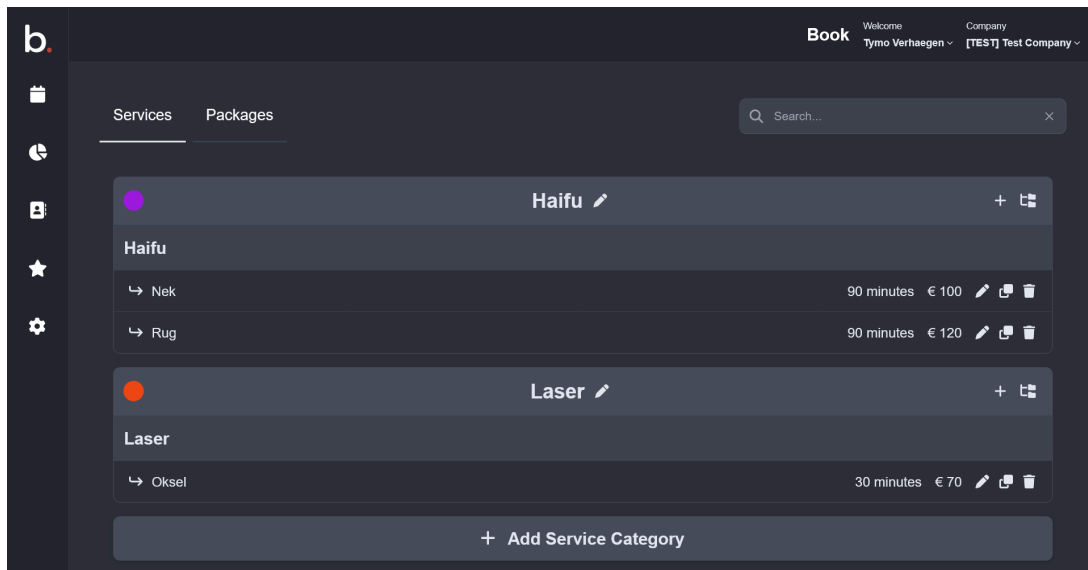 b.
Book
Welcome
Tymo Verhaegen
Company
[TEST] Test Company
Services
Packages
Search...
Haifu
Haifu
Nek
90 minutes € 100
Rug
90 minutes € 120
Laser
Laser
Oksel
30 minutes € 70
+ Add Service Category